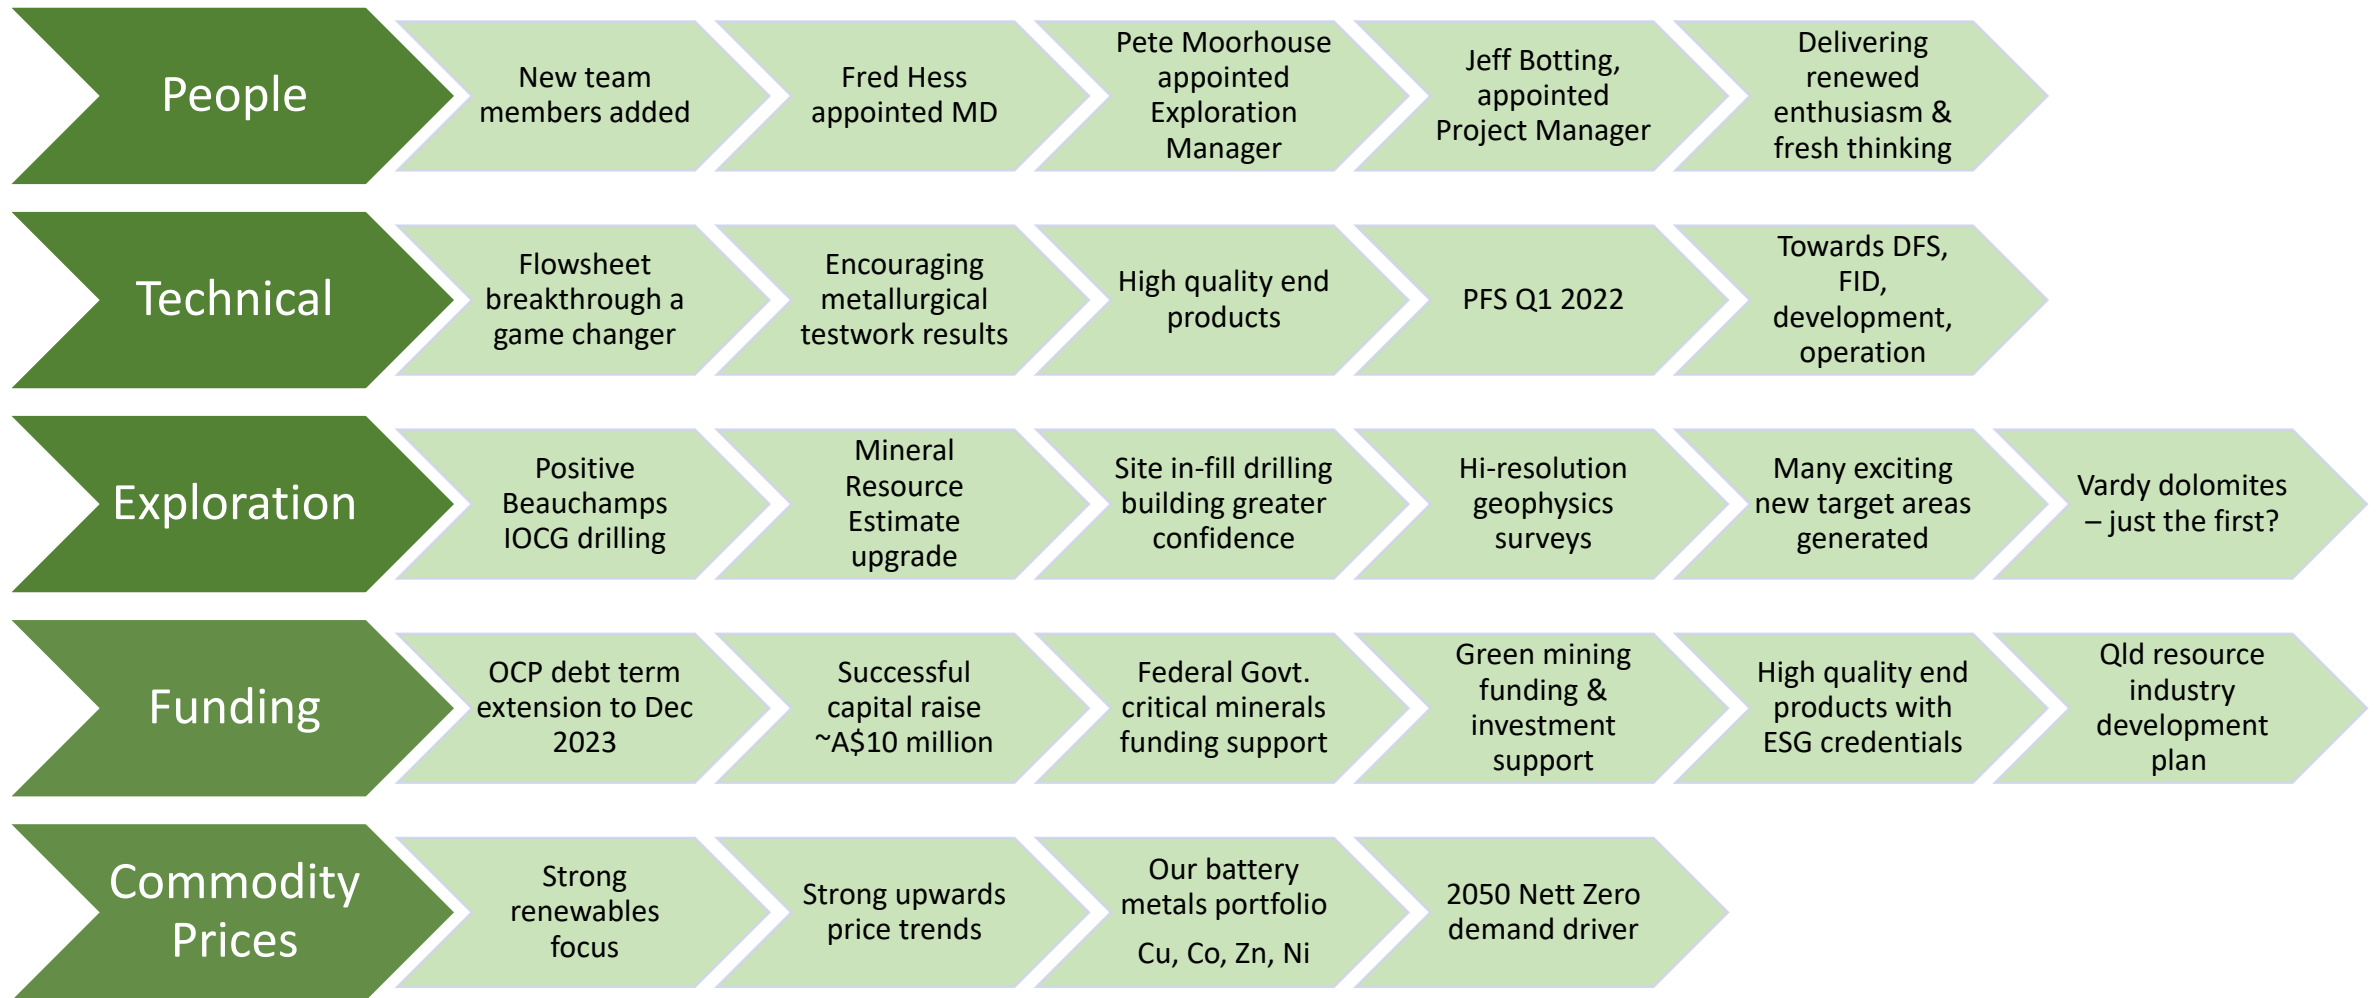 People
New team
members added
Fred Hess
appointed MD
Pete Moorhouse
appointed
Exploration
Manager
Jeff Botting,
appointed
Project Manager
Delivering
renewed
enthusiasm &
fresh thinking
Technical
Flowsheet
breakthrough a
game changer
Encouraging
metallurgical
testwork results
High quality end
products
PFS Q1 2022
Towards DFS,
FID,
development,
operation
Exploration
Positive
Beauchamps
IOCG drilling
Mineral
Resource
Estimate
upgrade
Site in-fill drilling
building greater
confidence
Hi-resolution
geophysics
surveys
Many exciting
new target areas
generated
Vardy dolomites
– just the first?
Funding
OCP debt term
extension to Dec
2023
Successful
capital raise
~A$10 million
Federal Govt.
critical minerals
funding support
Green mining
funding &
investment
support
High quality end
products with
ESG credentials
Qld resource
industry
development
plan
Commodity
Prices
Strong
renewables
focus
Strong upwards
price trends
Our battery
metals portfolio
Cu, Co, Zn, Ni
2050 Nett Zero
demand driver